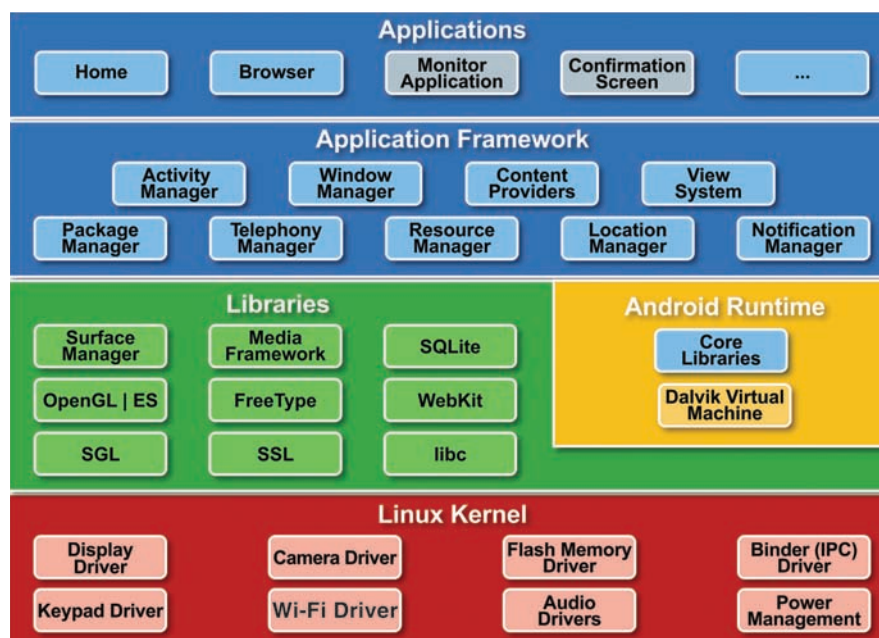 Applications
Home
Browser
Monitor
Application
Confirmation
Screen
...
Application Framework
Activity
Manager
Window
Manager
Content
Providers
View
System
Package
Manager
Telephony
Manager
Resource
Manager
Location
Manager
Notification
Manager
Libraries
Surface
Manager
Media
Framework
SQLite
OpenGL | ES
FreeType
WebKit
SGL
SSL
libc
Android Runtime
Core
Libraries
Dalvik Virtual
Machine
Linux Kernel
Display
Driver
Camera Driver
Flash Memory
Driver
Binder (IPC)
Driver
Keypad Driver
Wi-Fi Driver
Audio
Drivers
Power
Management